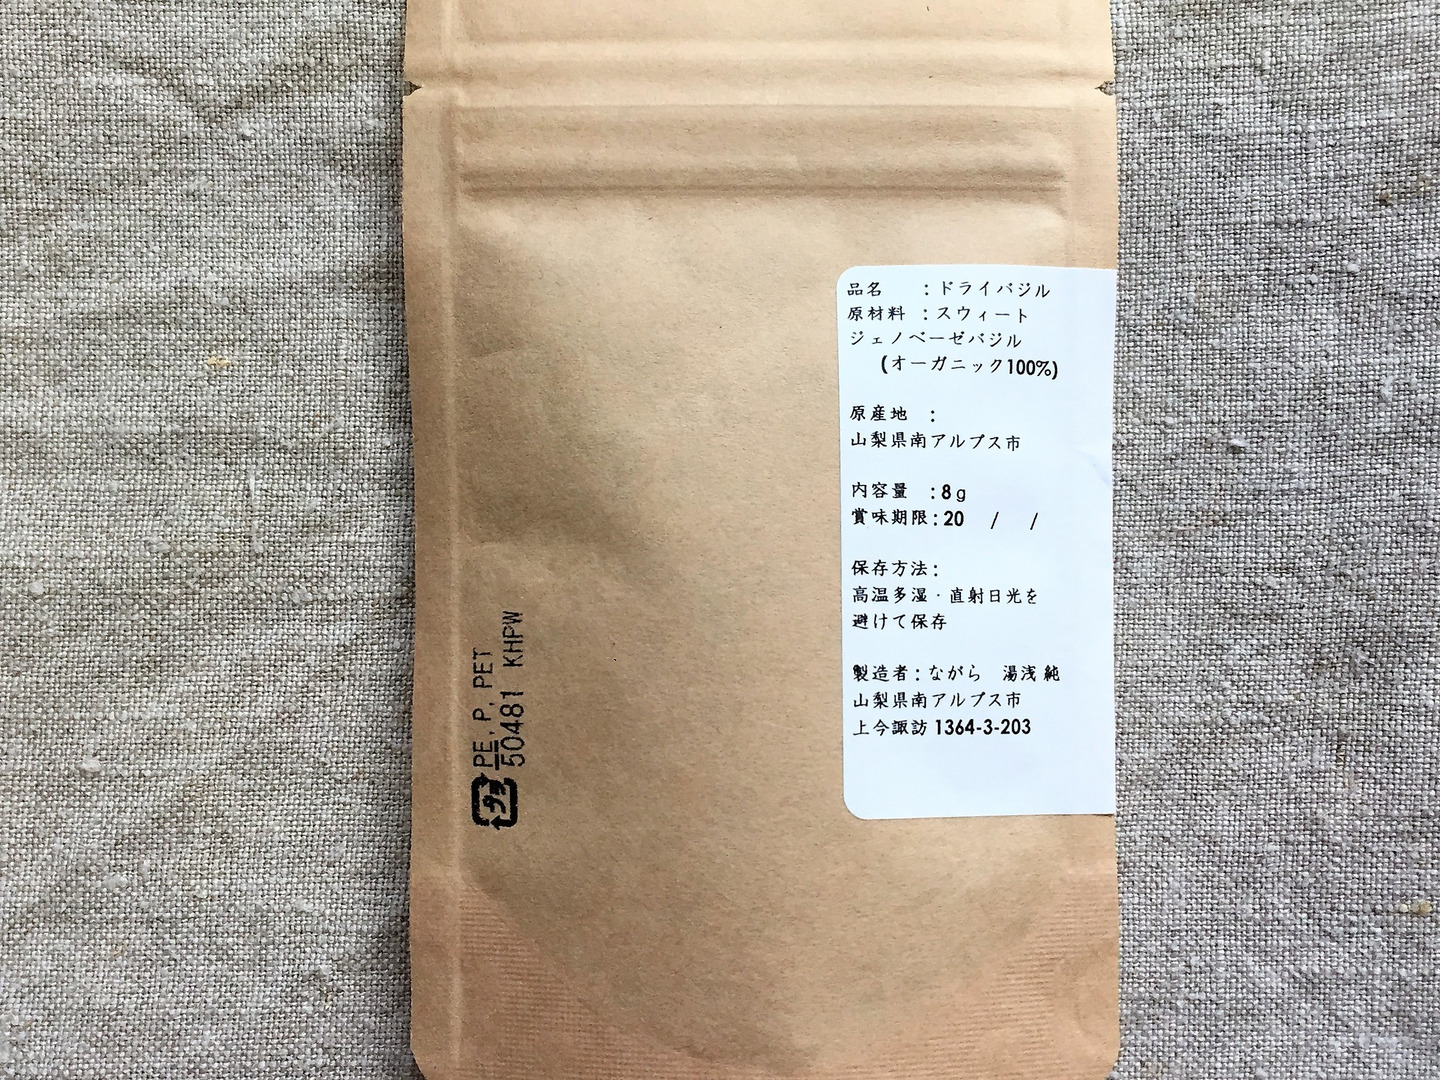 品名　　：ドライバジル
原材料　：スウィート
ジェノベーゼバジル
(オーガニック100%)
原産地　：
山梨県南アルプス市
内容量　：8g
賞味期限：20　/　/
保存方法：
高温多湿・直射日光を
避けて保存
製造者：ながら　湯浅 純
山梨県南アルプス市
上今諏訪 1364-3-203
プラ PE, P, PET
50481 KHPW